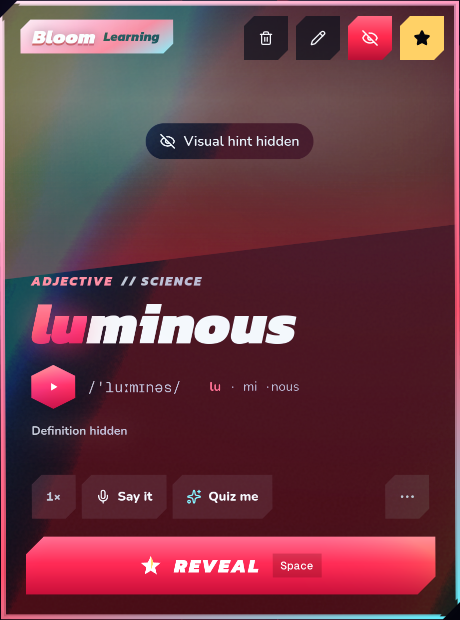 Bloom Learning
Visual hint hidden
ADJECTIVE // SCIENCE
luminous
/ˈluːmɪnəs/ lu · mi · nous
Definition hidden
1× Say it Quiz me ···
REVEAL Space